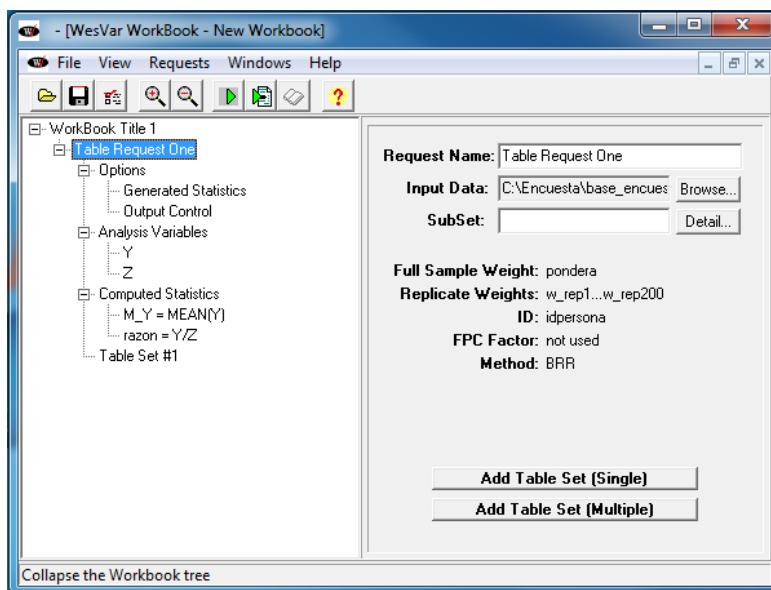 - [WesVar WorkBook - New Workbook]
File View Requests Windows Help
WorkBook Title 1
Table Request One
Options
Generated Statistics
Output Control
Analysis Variables
Y
Z
Computed Statistics
M_Y = MEAN(Y)
razon = Y/Z
Table Set #1
Request Name: Table Request One
Input Data: C:\Encuesta\base_encues Browse...
SubSet: Detail...
Full Sample Weight: pondera
Replicate Weights: w_rep1...w_rep200
ID: idpersona
FPC Factor: not used
Method: BRR
Add Table Set (Single)
Add Table Set (Multiple)
Collapse the Workbook tree